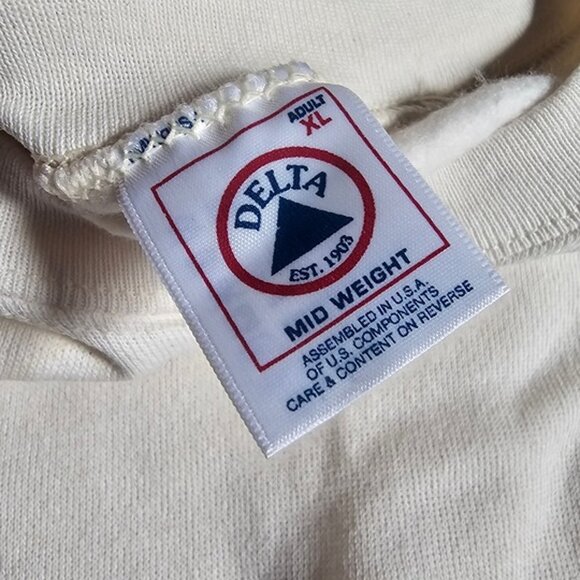 ADULT
XL
DELTA
EST. 1903
MID WEIGHT
ASSEMBLED IN U.S.A.
OF U.S. COMPONENTS
CARE & CONTENT ON REVERSE